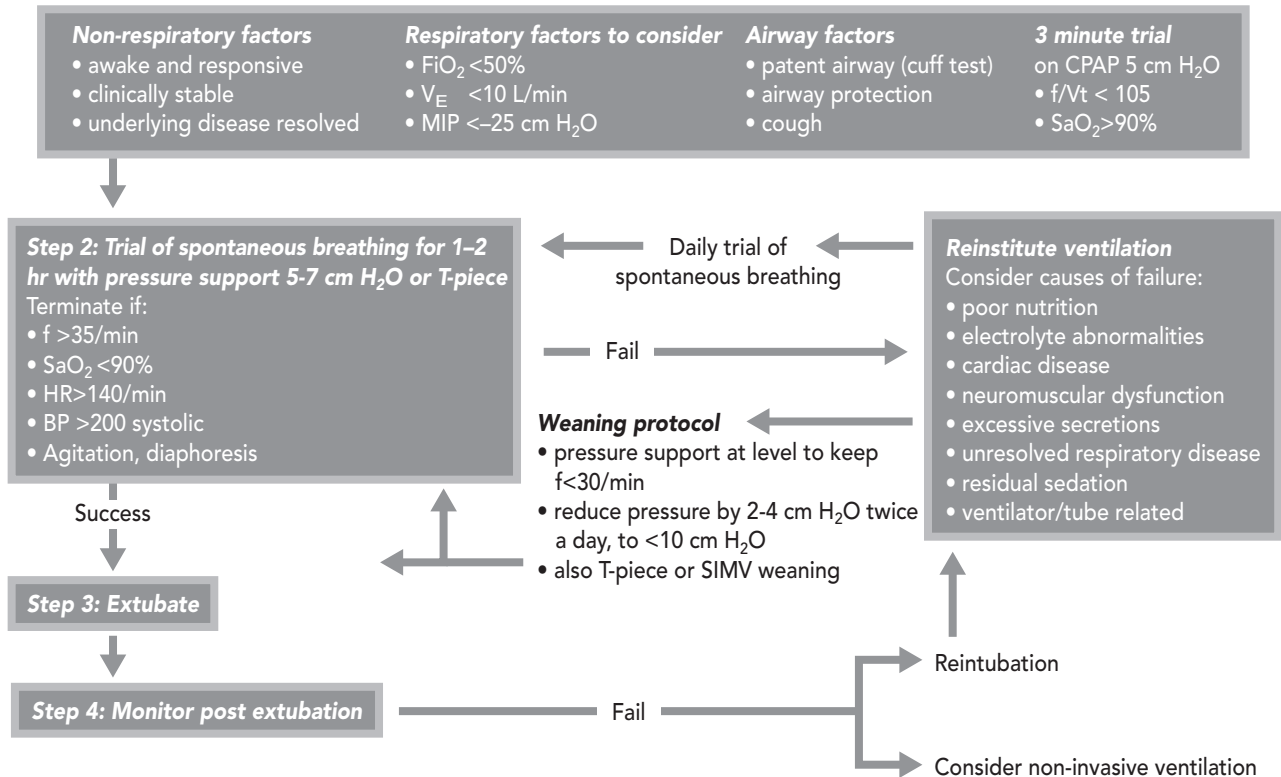 Non-respiratory factors
• awake and responsive
• clinically stable
• underlying disease resolved
Respiratory factors to consider
• FiO₂ <50%
• V_E <10 L/min
• MIP <–25 cm H₂O
Airway factors
• patent airway (cuff test)
• airway protection
• cough
3 minute trial
on CPAP 5 cm H₂O
• f/Vt < 105
• SaO₂>90%
Step 2: Trial of spontaneous breathing for 1–2
hr with pressure support 5-7 cm H₂O or T-piece
Terminate if:
• f >35/min
• SaO₂ <90%
• HR>140/min
• BP >200 systolic
• Agitation, diaphoresis
Daily trial of
spontaneous breathing
Fail
Reinstitute ventilation
Consider causes of failure:
• poor nutrition
• electrolyte abnormalities
• cardiac disease
• neuromuscular dysfunction
• excessive secretions
• unresolved respiratory disease
• residual sedation
• ventilator/tube related
Weaning protocol
• pressure support at level to keep
f<30/min
• reduce pressure by 2-4 cm H₂O twice
a day, to <10 cm H₂O
• also T-piece or SIMV weaning
Success
Step 3: Extubate
Step 4: Monitor post extubation
Fail
Reintubation
Consider non-invasive ventilation